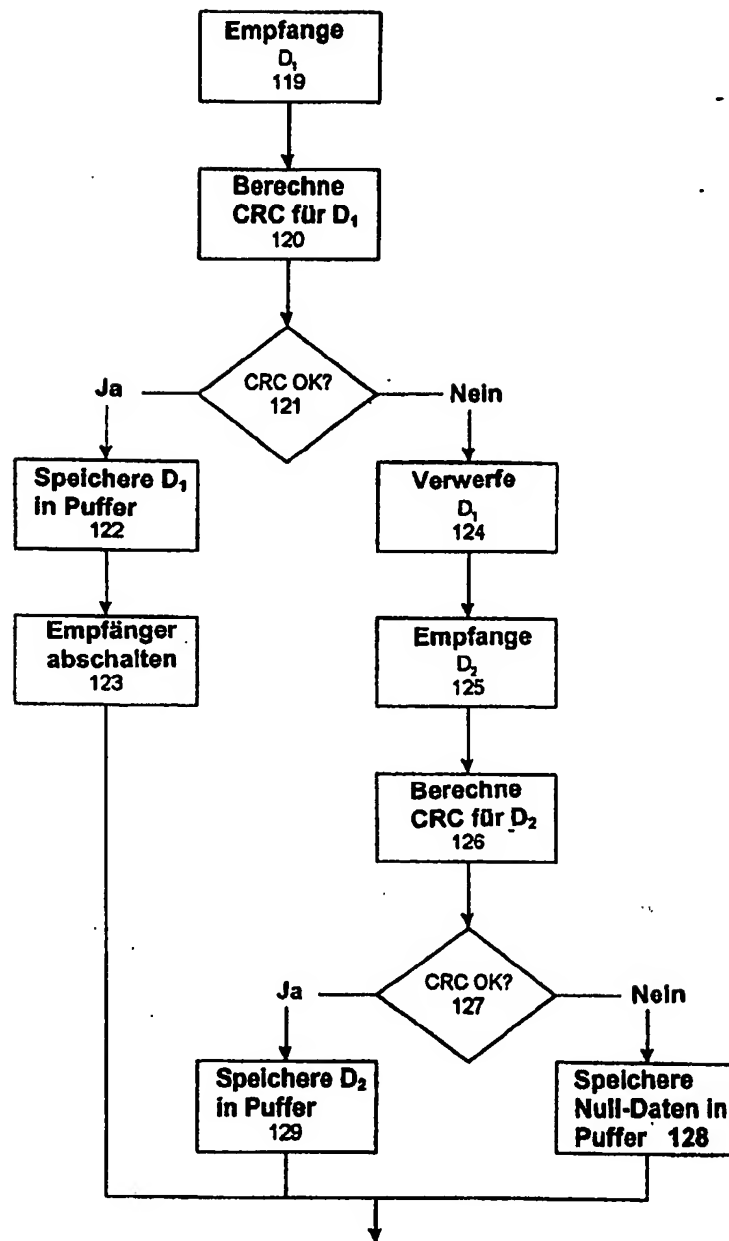 Empfange
D₁
119
Berechne
CRC für D₁
120
CRC OK?
121
Ja
Nein
Speichere D₁
in Puffer
122
Verwerfe
D₁
124
Empfänger
abschalten
123
Empfange
D₂
125
Berechne
CRC für D₂
126
CRC OK?
127
Ja
Nein
Speichere D₂
in Puffer
129
Speichere
Null-Daten in
Puffer 128